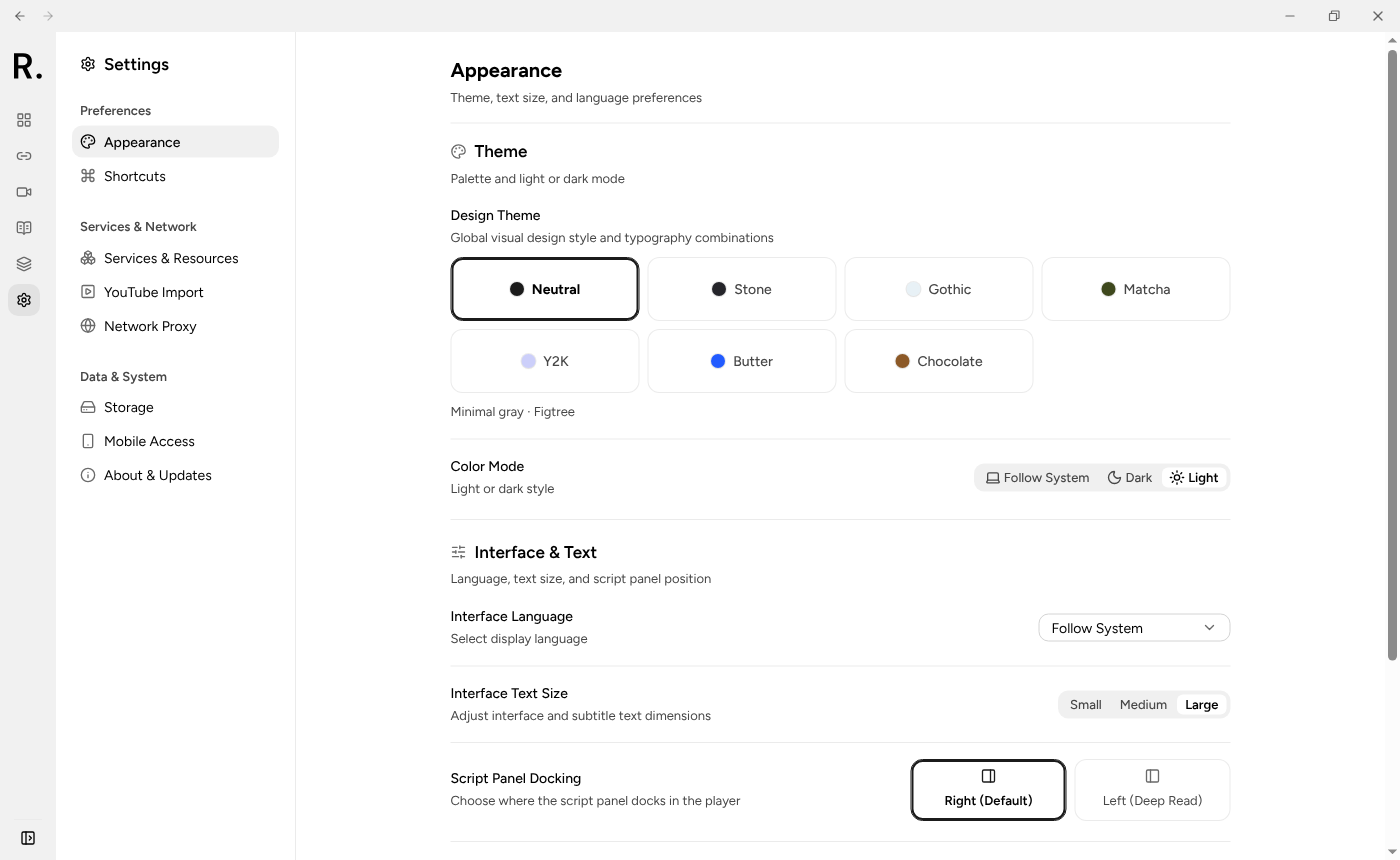 R.
Settings
Preferences
Appearance
Shortcuts
Services & Network
Services & Resources
YouTube Import
Network Proxy
Data & System
Storage
Mobile Access
About & Updates
Appearance
Theme, text size, and language preferences
Theme
Palette and light or dark mode
Design Theme
Global visual design style and typography combinations
Neutral
Stone
Gothic
Matcha
Y2K
Butter
Chocolate
Minimal gray · Figtree
Color Mode
Light or dark style
Follow System
Dark
Light
Interface & Text
Language, text size, and script panel position
Interface Language
Select display language
Follow System
Interface Text Size
Adjust interface and subtitle text dimensions
Small
Medium
Large
Script Panel Docking
Choose where the script panel docks in the player
Right (Default)
Left (Deep Read)